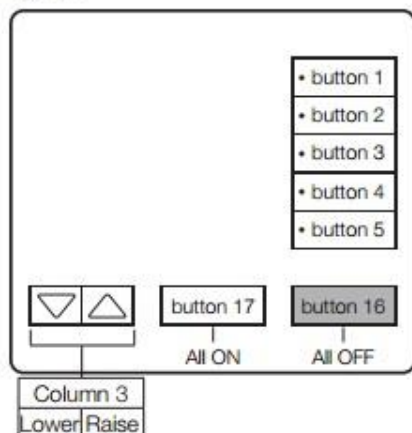 • button 1
• button 2
• button 3
• button 4
• button 5
button 17
button 16
All ON
All OFF
Column 3
Lower Raise